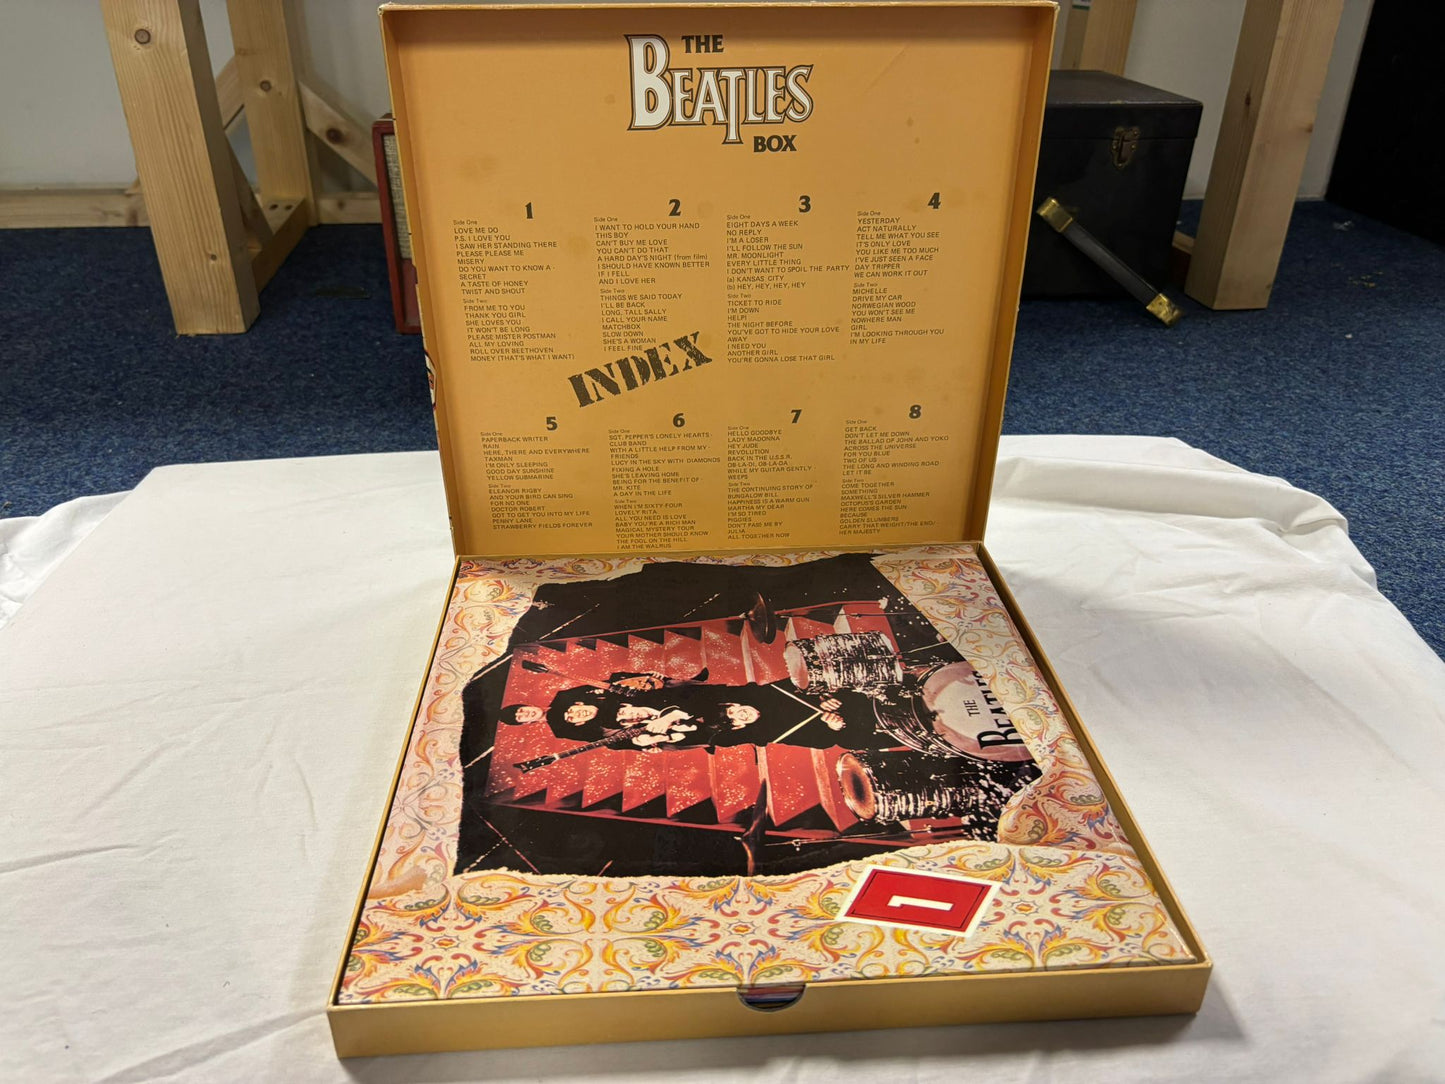 THE
BEATLES
BOX
1
Side One
LOVE ME DO
P.S. I LOVE YOU
I SAW HER STANDING THERE
PLEASE PLEASE ME
MISERY
DO YOU WANT TO KNOW A -
SECRET
A TASTE OF HONEY
TWIST AND SHOUT
Side Two
FROM ME TO YOU
THANK YOU GIRL
SHE LOVES YOU
IT WON'T BE LONG
PLEASE MISTER POSTMAN
ALL MY LOVING
ROLL OVER BEETHOVEN
MONEY (THAT'S WHAT I WANT)
2
Side One
I WANT TO HOLD YOUR HAND
THIS BOY
CAN'T BUY ME LOVE
YOU CAN'T DO THAT
A HARD DAY'S NIGHT (from film)
I SHOULD HAVE KNOWN BETTER
IF I FELL
AND I LOVE HER
Side Two
THINGS WE SAID TODAY
I'LL BE BACK
LONG, TALL SALLY
I CALL YOUR NAME
MATCHBOX
SLOW DOWN
SHE'S A WOMAN
I FEEL FINE
3
Side One
EIGHT DAYS A WEEK
NO REPLY
I'M A LOSER
I'LL FOLLOW THE SUN
MR. MOONLIGHT
EVERY LITTLE THING
I DON'T WANT TO SPOIL THE PARTY
(a) KANSAS CITY
(b) HEY, HEY, HEY, HEY
Side Two
TICKET TO RIDE
I'M DOWN
HELP!
THE NIGHT BEFORE
YOU'VE GOT TO HIDE YOUR LOVE
AWAY
I NEED YOU
ANOTHER GIRL
YOU'RE GONNA LOSE THAT GIRL
4
Side One
YESTERDAY
ACT NATURALLY
TELL ME WHAT YOU SEE
IT'S ONLY LOVE
YOU LIKE ME TOO MUCH
I'VE JUST SEEN A FACE
DAY TRIPPER
WE CAN WORK IT OUT
Side Two
MICHELLE
DRIVE MY CAR
NORWEGIAN WOOD
YOU WON'T SEE ME
NOWHERE MAN
GIRL
I'M LOOKING THROUGH YOU
IN MY LIFE
INDEX
5
Side One
PAPERBACK WRITER
RAIN
HERE, THERE AND EVERYWHERE
TAXMAN
I'M ONLY SLEEPING
GOOD DAY SUNSHINE
YELLOW SUBMARINE
Side Two
ELEANOR RIGBY
AND YOUR BIRD CAN SING
FOR NO ONE
DOCTOR ROBERT
GOT TO GET YOU INTO MY LIFE
PENNY LANE
STRAWBERRY FIELDS FOREVER
6
Side One
SGT. PEPPER'S LONELY HEARTS -
CLUB BAND
WITH A LITTLE HELP FROM MY -
FRIENDS
LUCY IN THE SKY WITH DIAMONDS
FIXING A HOLE
SHE'S LEAVING HOME
BEING FOR THE BENEFIT OF -
MR. KITE
A DAY IN THE LIFE
Side Two
WHEN I'M SIXTY-FOUR
LOVELY RITA
ALL YOU NEED IS LOVE
BABY YOU'RE A RICH MAN
MAGICAL MYSTERY TOUR
YOUR MOTHER SHOULD KNOW
THE FOOL ON THE HILL
I AM THE WALRUS
7
Side One
HELLO GOODBYE
LADY MADONNA
HEY JUDE
REVOLUTION
BACK IN THE U.S.S.R.
OB-LA-DI, OB-LA-DA
WHILE MY GUITAR GENTLY -
WEEPS
Side Two
THE CONTINUING STORY OF
BUNGALOW BILL
HAPPINESS IS A WARM GUN
MARTHA MY DEAR
I'M SO TIRED
PIGGIES
DON'T PASS ME BY
JULIA
ALL TOGETHER NOW
8
Side One
GET BACK
DON'T LET ME DOWN
THE BALLAD OF JOHN AND YOKO
ACROSS THE UNIVERSE
FOR YOU BLUE
TWO OF US
THE LONG AND WINDING ROAD
LET IT BE
Side Two
COME TOGETHER
SOMETHING
MAXWELL'S SILVER HAMMER
OCTOPUS'S GARDEN
HERE COMES THE SUN
BECAUSE
GOLDEN SLUMBERS
CARRY THAT WEIGHT/THE END/
HER MAJESTY
THE
BEATLES
1